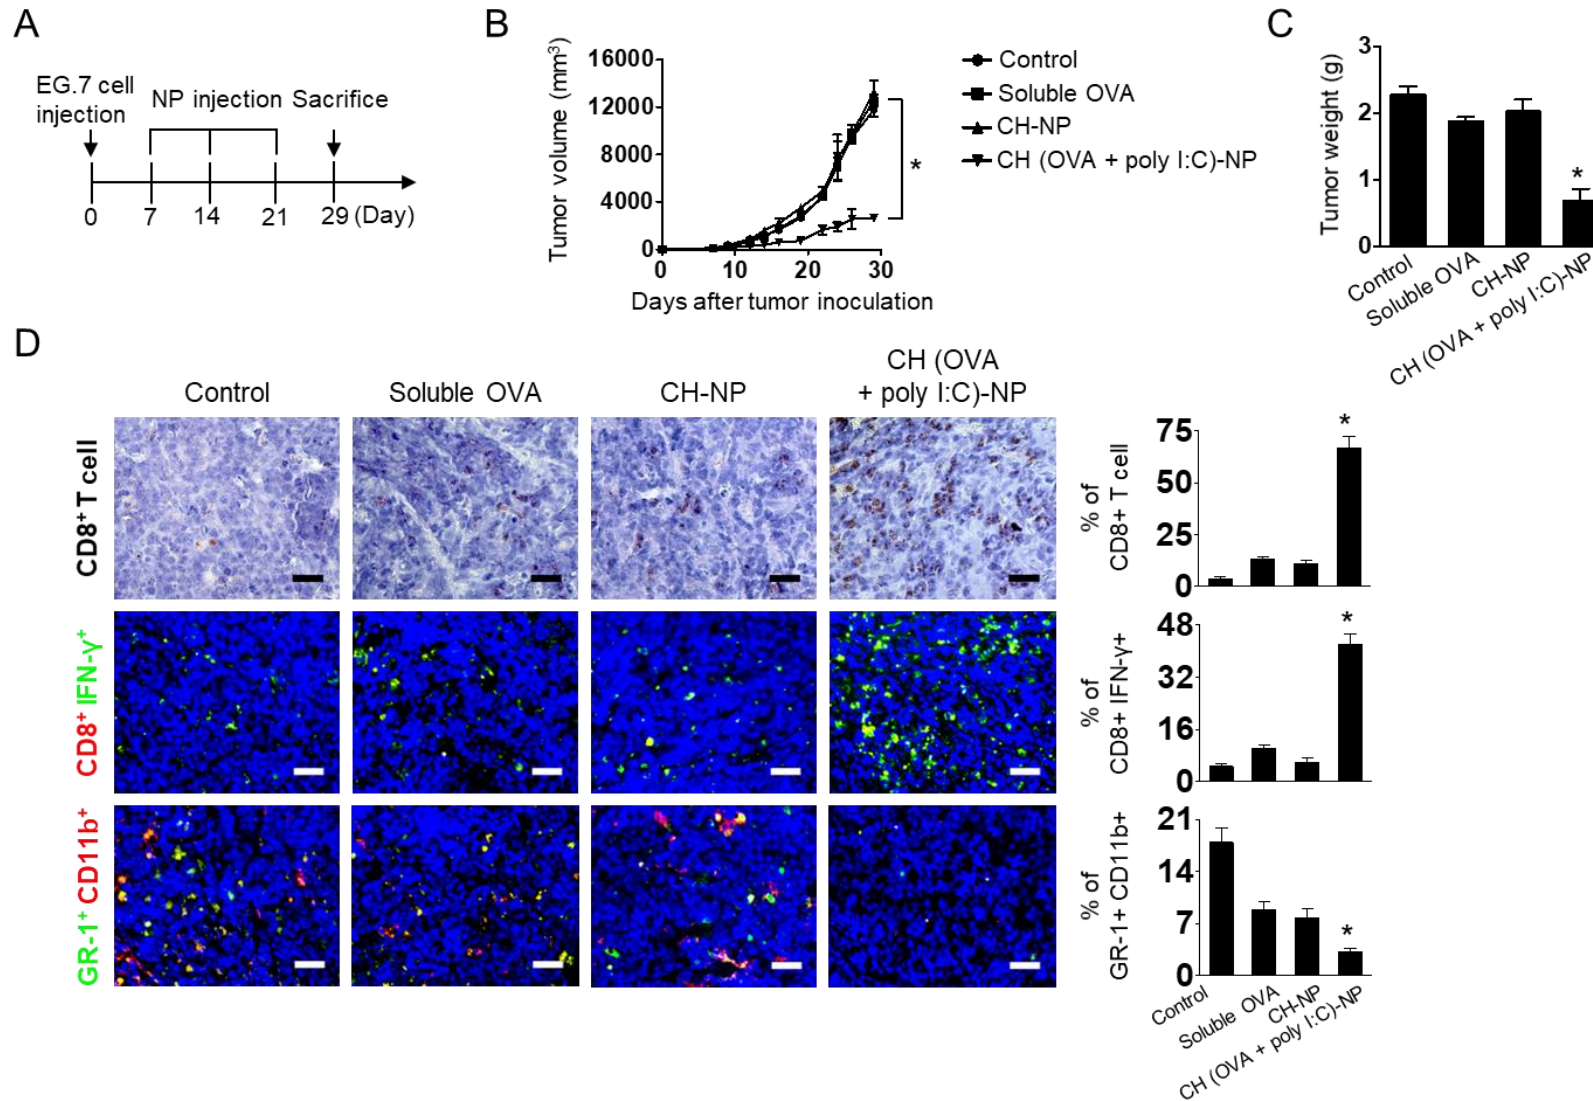 A
EG.7 cell
injection
NP injection
Sacrifice
0
7
14
21
29 (Day)
B
Tumor volume (mm³)
16000
12000
8000
4000
0
0
10
20
30
Days after tumor inoculation
*
Control
Soluble OVA
CH-NP
CH (OVA + poly I:C)-NP
C
Tumor weight (g)
3
2
1
0
*
Control
Soluble OVA
CH-NP
CH (OVA + poly I:C)-NP
D
Control
Soluble OVA
CH-NP
CH (OVA
+ poly I:C)-NP
CD8⁺ T cell
CD8⁺ IFN-γ⁺
GR-1⁺ CD11b⁺
% of
CD8+ T cell
75
50
25
0
*
% of
CD8+ IFN-γ+
48
32
16
0
*
% of
GR-1+ CD11b+
21
14
7
0
*
Control
Soluble OVA
CH-NP
CH (OVA + poly I:C)-NP